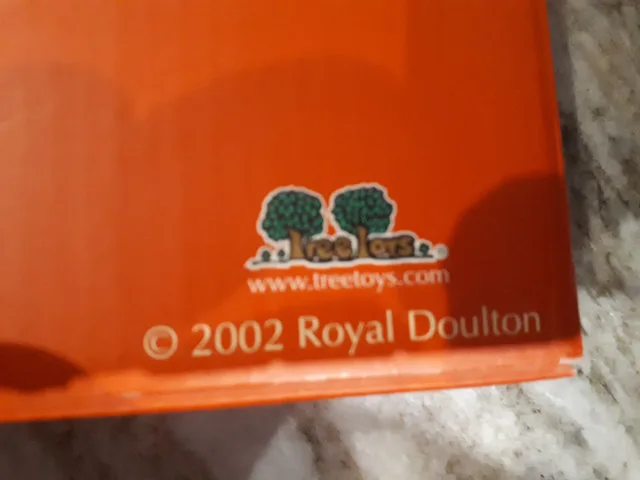 Tree Toys
www.treetoys.com
© 2002 Royal Doulton